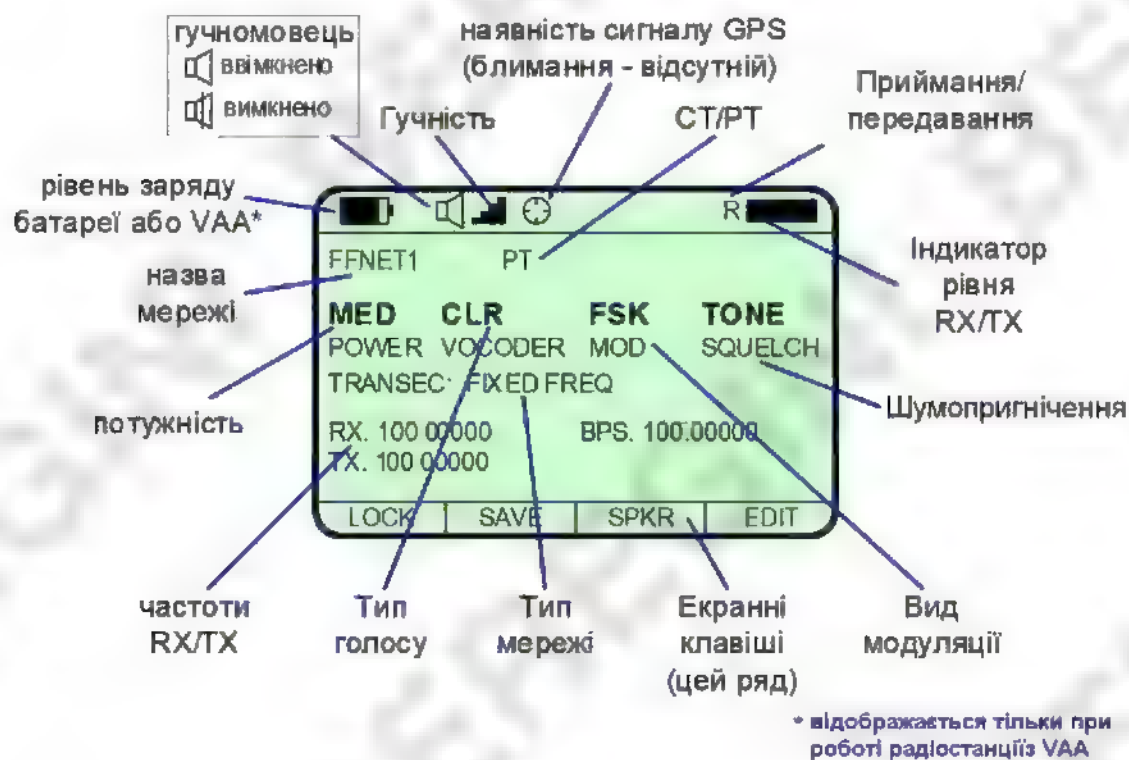 гучномовець
ввімкнено
вимкнено
наявність сигналу GPS
(блимання - відсутній)
Гучність
СТ/РТ
Приймання/
передавання
рівень заряду
батареї або VAA*
назва
мережі
потужність
R
FFNET1 PT
MED CLR FSK TONE
POWER VOCODER MOD SQUELCH
TRANSEC: FIXED FREQ
RX. 100 00000 BPS. 100.00000
TX. 100 00000
LOCK SAVE SPKR EDIT
Індикатор
рівня
RX/TX
Шумопригнічення
частоти
RX/TX
Тип
голосу
Тип
мережі
Екранні
клавіші
(цей ряд)
Вид
модуляції
* відображається тільки при
роботі радіостанціїз VAA